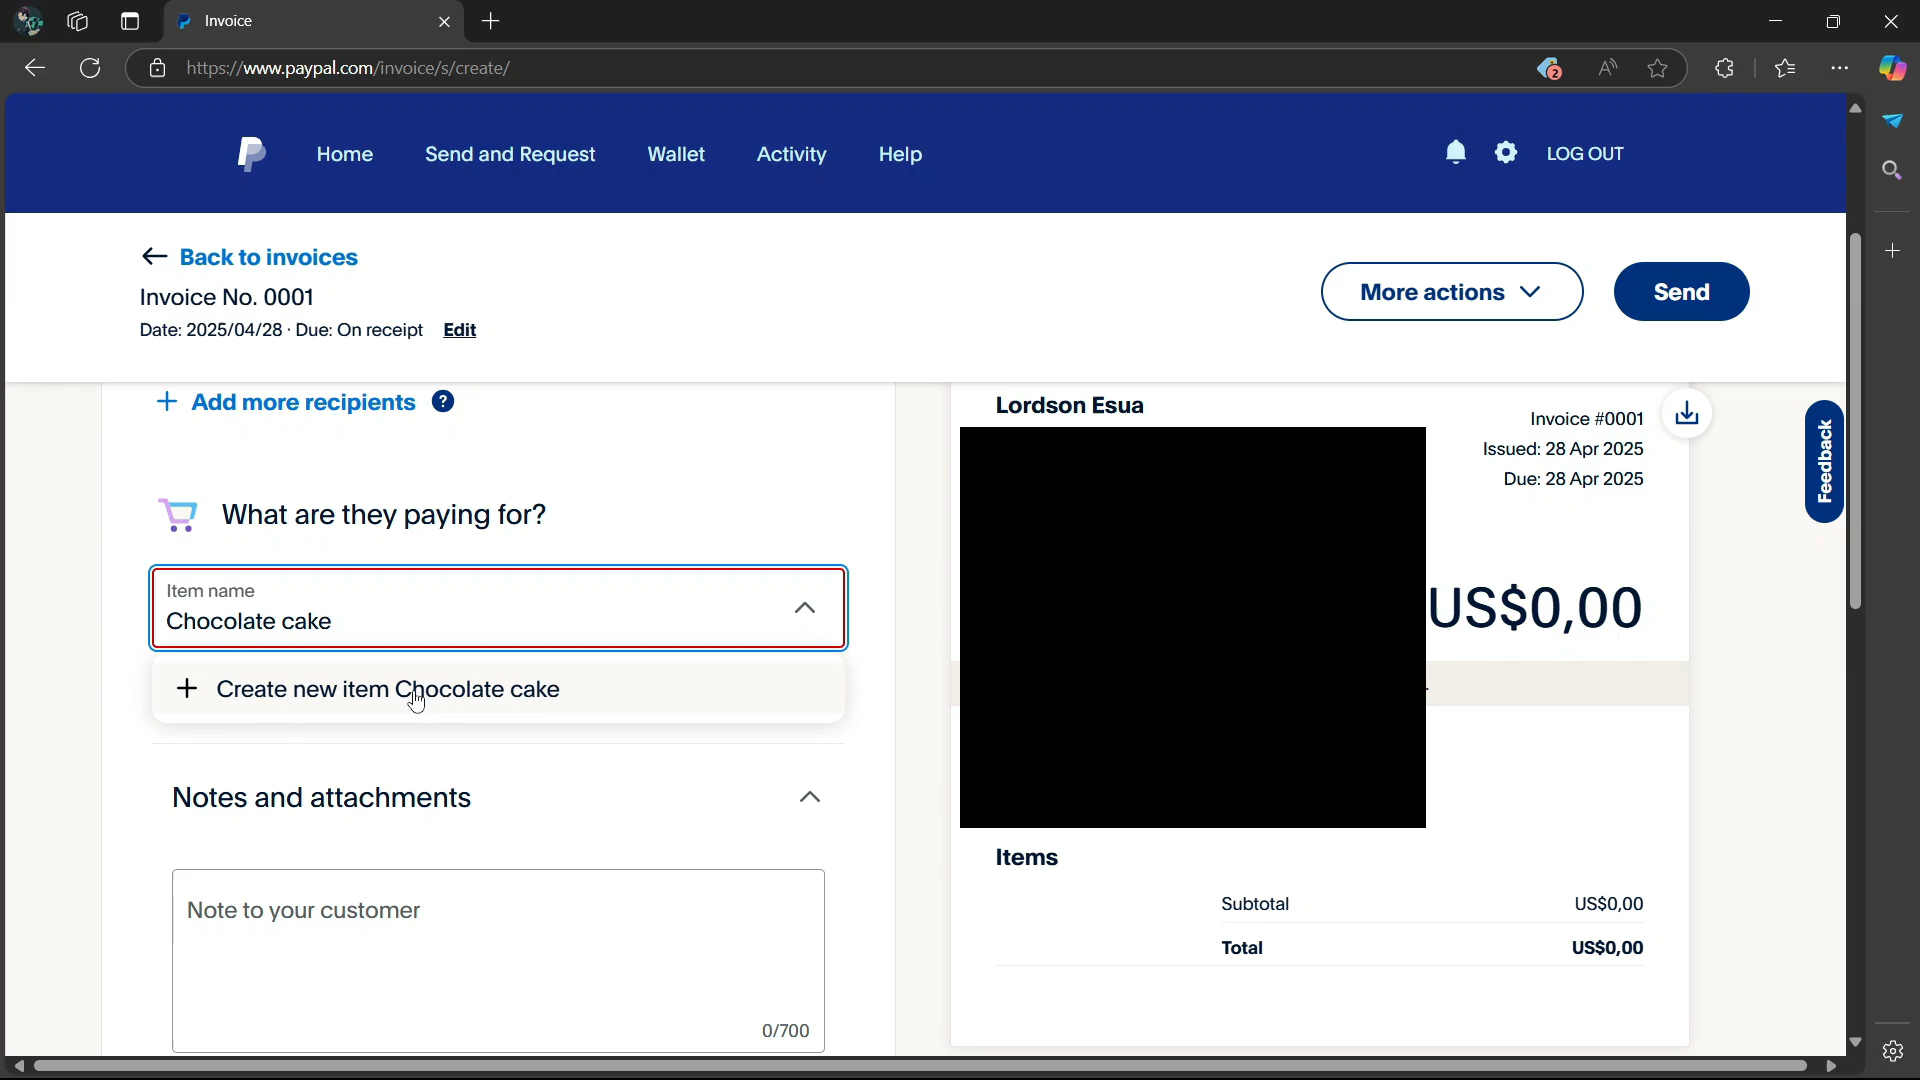 Invoice
https://www.paypal.com/invoice/s/create/
2
Home
Send and Request
Wallet
Activity
Help
LOG OUT
Back to invoices
Invoice No. 0001
Date: 2025/04/28 · Due: On receipt Edit
More actions
Send
+ Add more recipients ?
What are they paying for?
Item name
Chocolate cake
+ Create new item Chocolate cake
Notes and attachments
Note to your customer
0/700
Lordson Esua
Invoice #0001
Issued: 28 Apr 2025
Due: 28 Apr 2025
US$0,00
Items
Subtotal US$0,00
Total US$0,00
Feedback